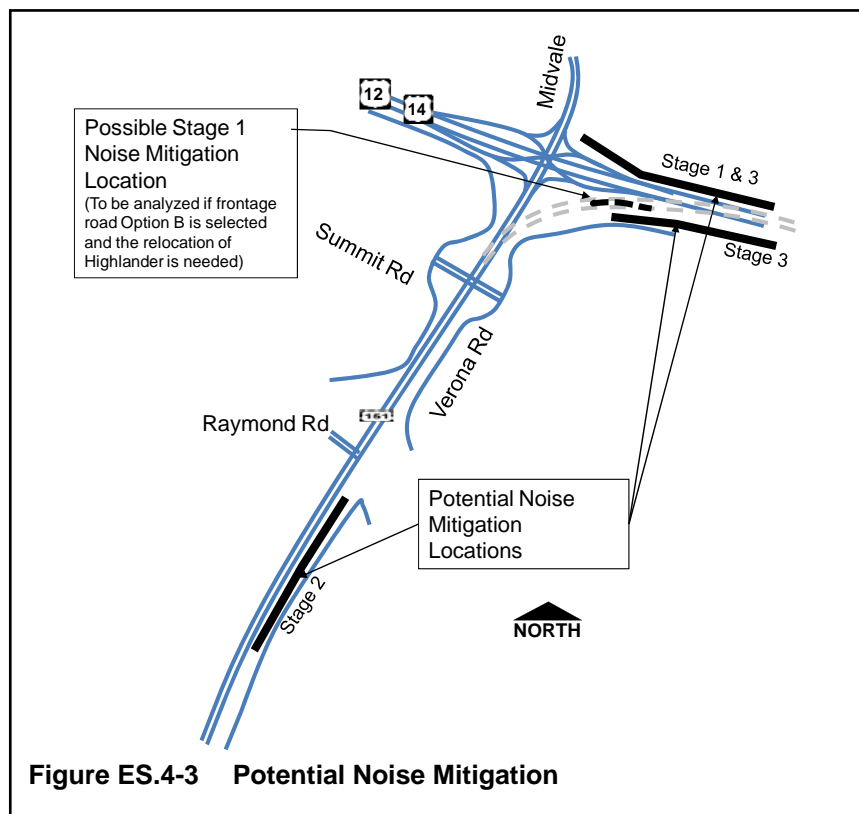 Midvale
12
14
Possible Stage 1
Noise Mitigation
Location
(To be analyzed if frontage
road Option B is selected
and the relocation of
Highlander is needed)
Stage 1 & 3
Stage 3
Summit Rd
Verona Rd
151
Raymond Rd
Potential Noise
Mitigation
Locations
Stage 2
NORTH
Figure ES.4-3 Potential Noise Mitigation